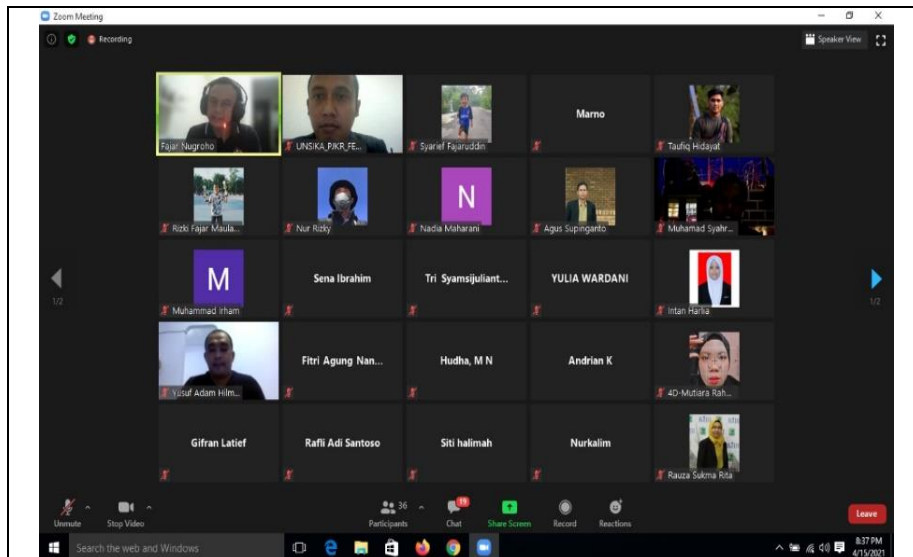 Zoom Meeting
Recording
Speaker View
Fajar Nugroho
UNSIKA_PJKR_FE...
Syarief Fajaruddin
Marno
Taufiq Hidayat
Rizki Fajar Maula...
Nur Rizky
N
Nadia Maharani
Agus Supinganto
Muhamad Syahr...
1/2
M
Muhammad Irham
Sena Ibrahim
Tri Syamsijuliant...
YULIA WARDANI
Intan Harlia
1/2
Yusuf Adam Hilm...
Fitri Agung Nan...
Hudha, M N
Andrian K
4D-Mutiara Rah...
Gifran Latief
Rafli Adi Santoso
Siti halimah
Nurkalim
Rauza Sukma Rita
Unmute
Stop Video
36
Participants
19
Chat
Share Screen
Record
Reactions
Leave
Search the web and Windows
8:37 PM
4/15/2021